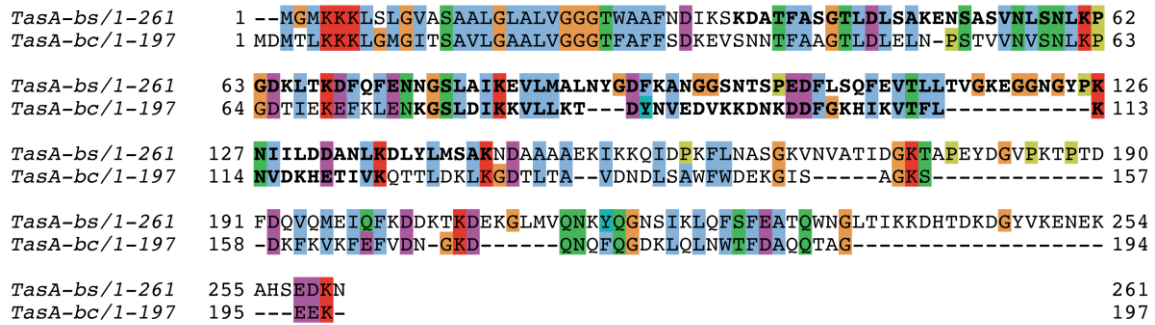 TasA-bs/1-261 1 --MGMKKKLSLGVASAALGLALVGGGTWAAFNDIKSKDATFASGTLDLSAKENSASVNLSNLKP 62
TasA-bc/1-197 1 MDMTLKKKLGMGITSAVLGAALVGGGTFAFFSDKEVSNNTFAAGTLDLELN-PSTVVNVSNLKP 63
TasA-bs/1-261 63 GDKLTKDFQFENNGSLAIKEVLMALNYGDFKANGGSNTSPEDFLSQFEVTLLTVGKEGGNGYPK 126
TasA-bc/1-197 64 GDTIEKEFKLENKGSLDIKKVLLKT---DYNVEDVKKDNKDDFGKHIKVTFL-----------K 113
TasA-bs/1-261 127 NIILDDANLKDLYLMSAKNDAAAAEKIKKQIDPKFLNASGKVNVATIDGKTAPEYDGVPKTPTD 190
TasA-bc/1-197 114 NVDKHETIVKQTTLDKLKGDTLTA--VDNDLSAWFWDEKGIS-----AGKS------------- 157
TasA-bs/1-261 191 FDQVQMEIQFKDDKTKDEKGLMVQNKYQGNSIKLQFSFEATQWNGLTIKKDHTDKDGYVKENEK 254
TasA-bc/1-197 158 -DKFKVKFEFVDN-GKD------QNQFQGDKLQLNWTFDAQQTAG------------------- 194
TasA-bs/1-261 255 AHSEDKN 261
TasA-bc/1-197 195 ---EEK- 197